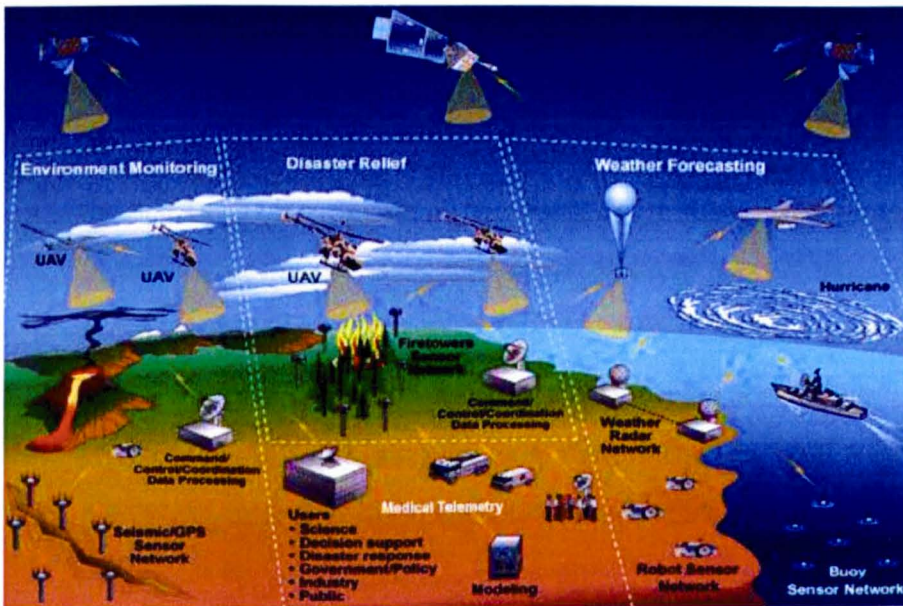 Environment Monitoring
Disaster Relief
Weather Forecasting
UAV
UAV
UAV
Hurricane
Firetowers
Sensor
Network
Command/
Control/Coordination
Data Processing
Command/
Control/Coordination
Data Processing
Weather
Radar
Network
Seismic/GPS
Sensor
Network
Users
• Science
• Decision support
• Disaster response
• Government/Policy
• Industry
• Public
Medical Telemetry
Modeling
Robot Sensor
Network
Buoy
Sensor Network